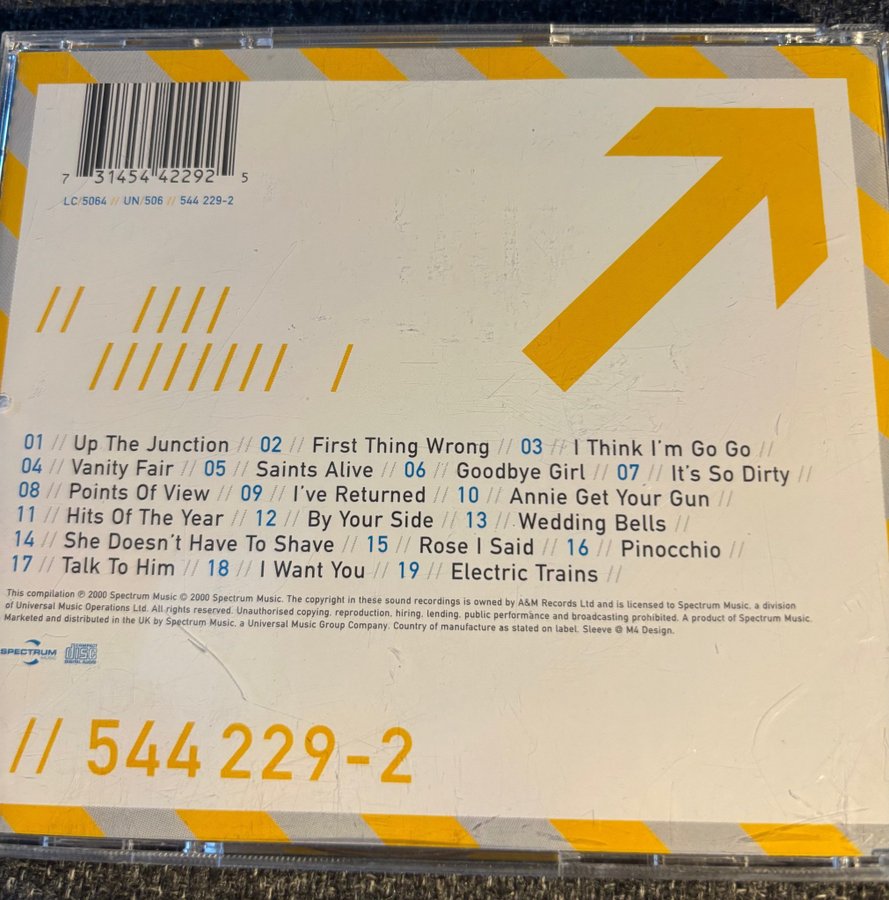 7 31454 42292 5
LC/5064 // UN/506 // 544 229-2
01 // Up The Junction // 02 // First Thing Wrong // 03 // I Think I'm Go Go //
04 // Vanity Fair // 05 // Saints Alive // 06 // Goodbye Girl // 07 // It's So Dirty //
08 // Points Of View // 09 // I've Returned // 10 // Annie Get Your Gun //
11 // Hits Of The Year // 12 // By Your Side // 13 // Wedding Bells //
14 // She Doesn't Have To Shave // 15 // Rose I Said // 16 // Pinocchio //
17 // Talk To Him // 18 // I Want You // 19 // Electric Trains //
This compilation ℗ 2000 Spectrum Music © 2000 Spectrum Music. The copyright in these sound recordings is owned by A&M Records Ltd and is licensed to Spectrum Music, a division
of Universal Music Operations Ltd. All rights reserved. Unauthorised copying, reproduction, hiring, lending, public performance and broadcasting prohibited. A product of Spectrum Music.
Marketed and distributed in the UK by Spectrum Music, a Universal Music Group Company. Country of manufacture as stated on label. Sleeve @ M4 Design.
SPECTRUM
MUSIC
COMPACT
disc
DIGITAL AUDIO
// 544 229-2